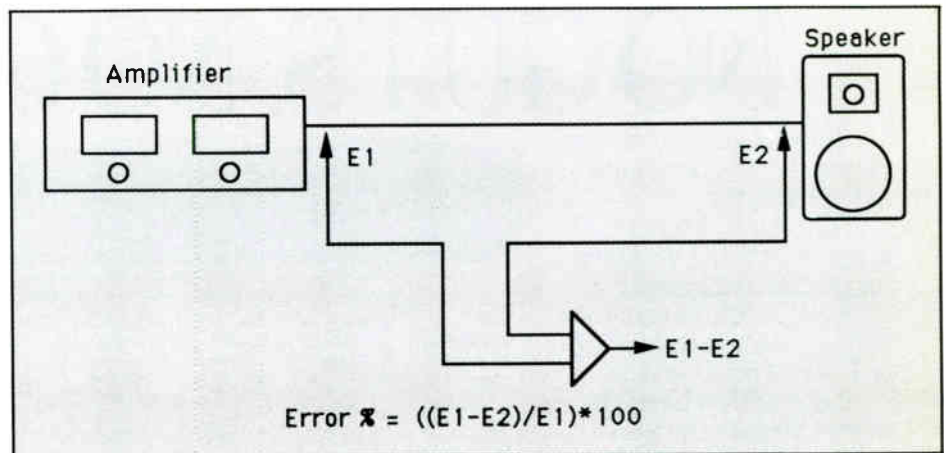 Speaker
Amplifier
E1
E2
E1-E2
Error % = ((E1-E2)/E1)*100